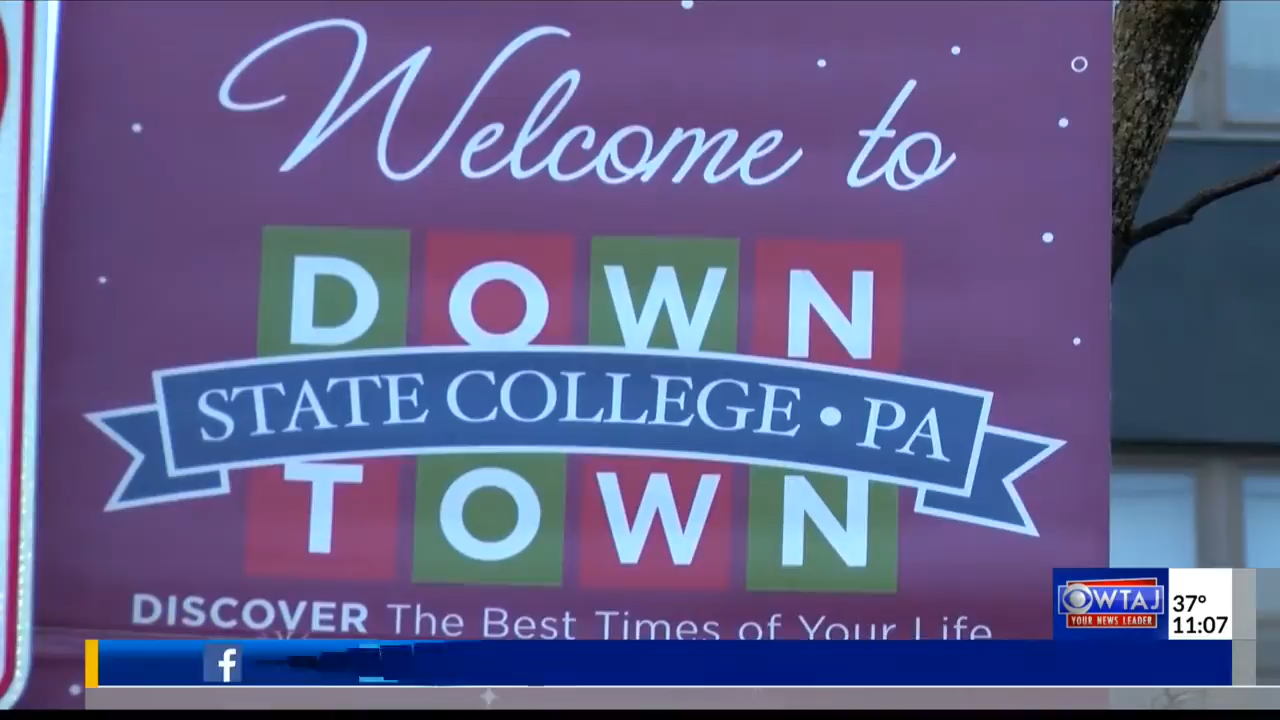 Welcome to
DOWN
STATE COLLEGE • PA
TOWN
DISCOVER The Best Times of Your Life
WTAJ
YOUR NEWS LEADER
37°
11:07
f